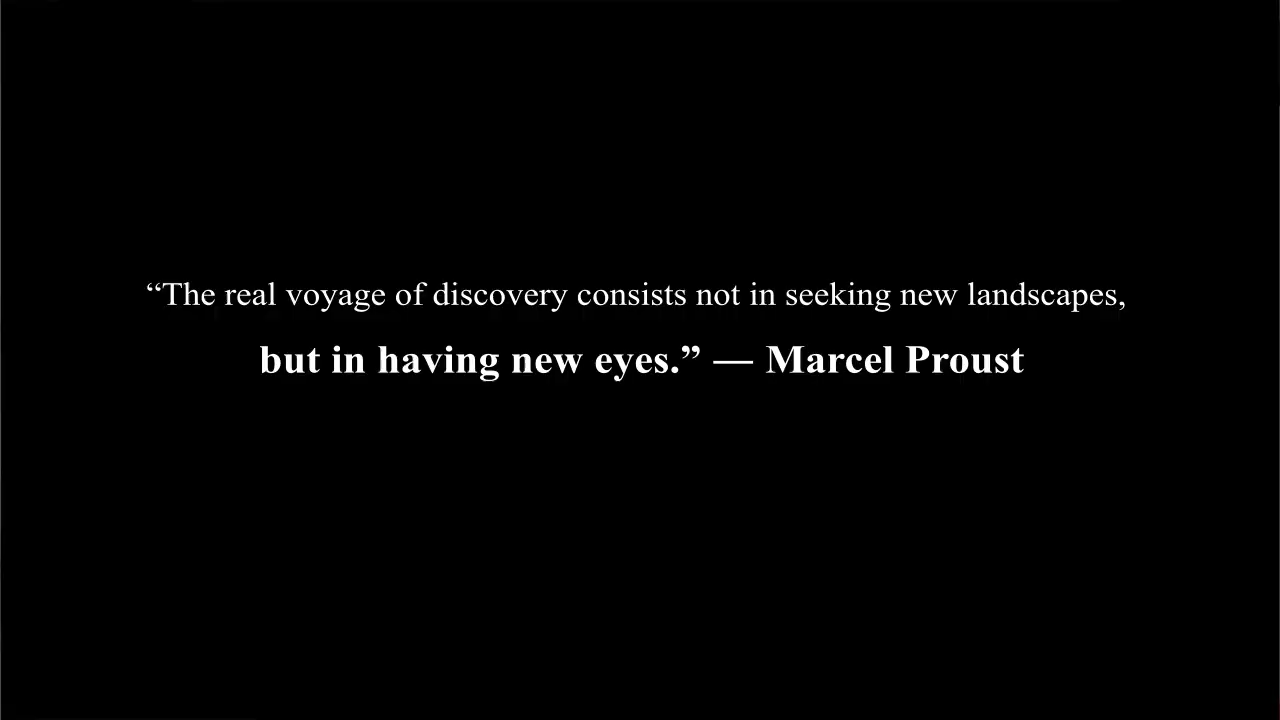 “The real voyage of discovery consists not in seeking new landscapes,
but in having new eyes.” — Marcel Proust